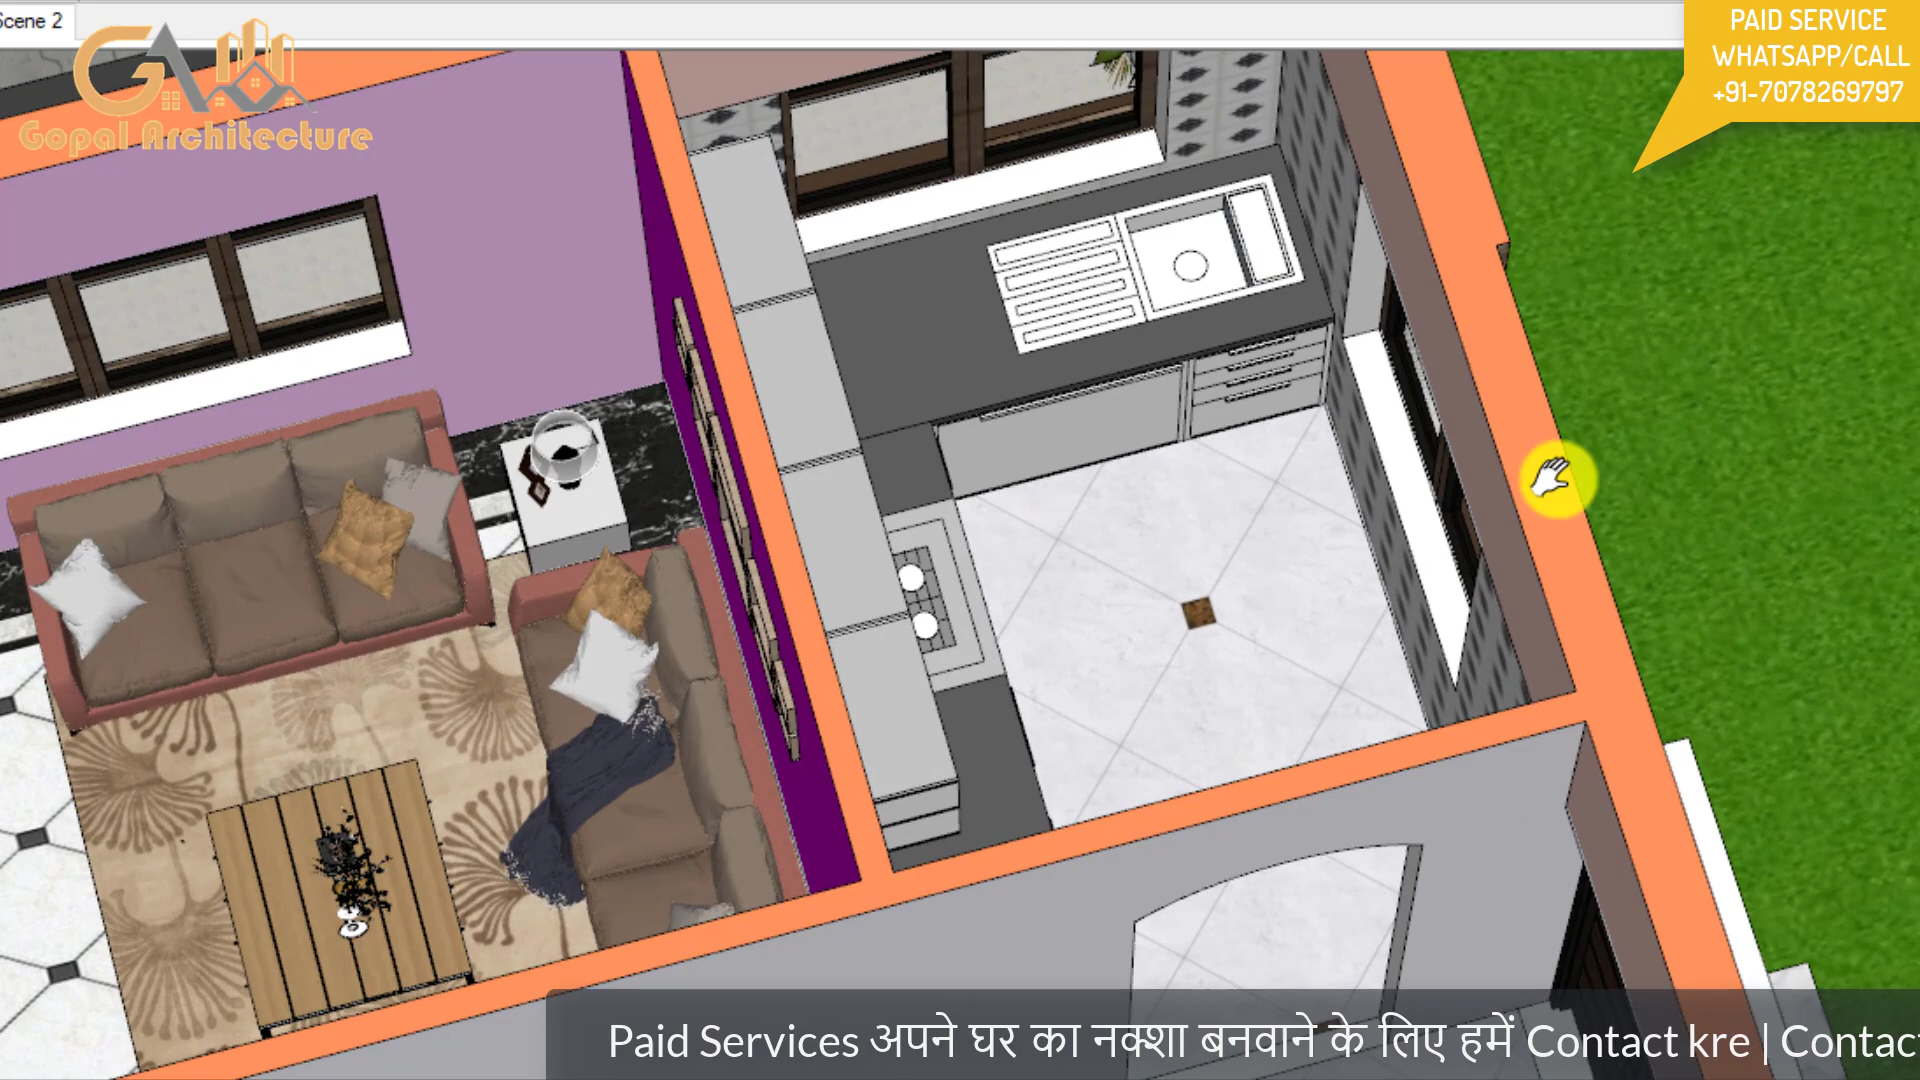 Scene 2
PAID SERVICE
WHATSAPP/CALL
+91-7078269797
Gopal Architecture
Paid Services अपने घर का नक्शा बनवाने के लिए हमें Contact kre | Contac